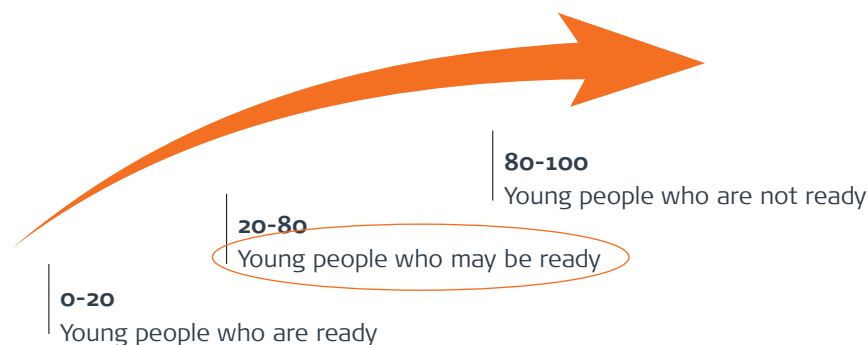 80-100
Young people who are not ready
20-80
Young people who may be ready
0-20
Young people who are ready